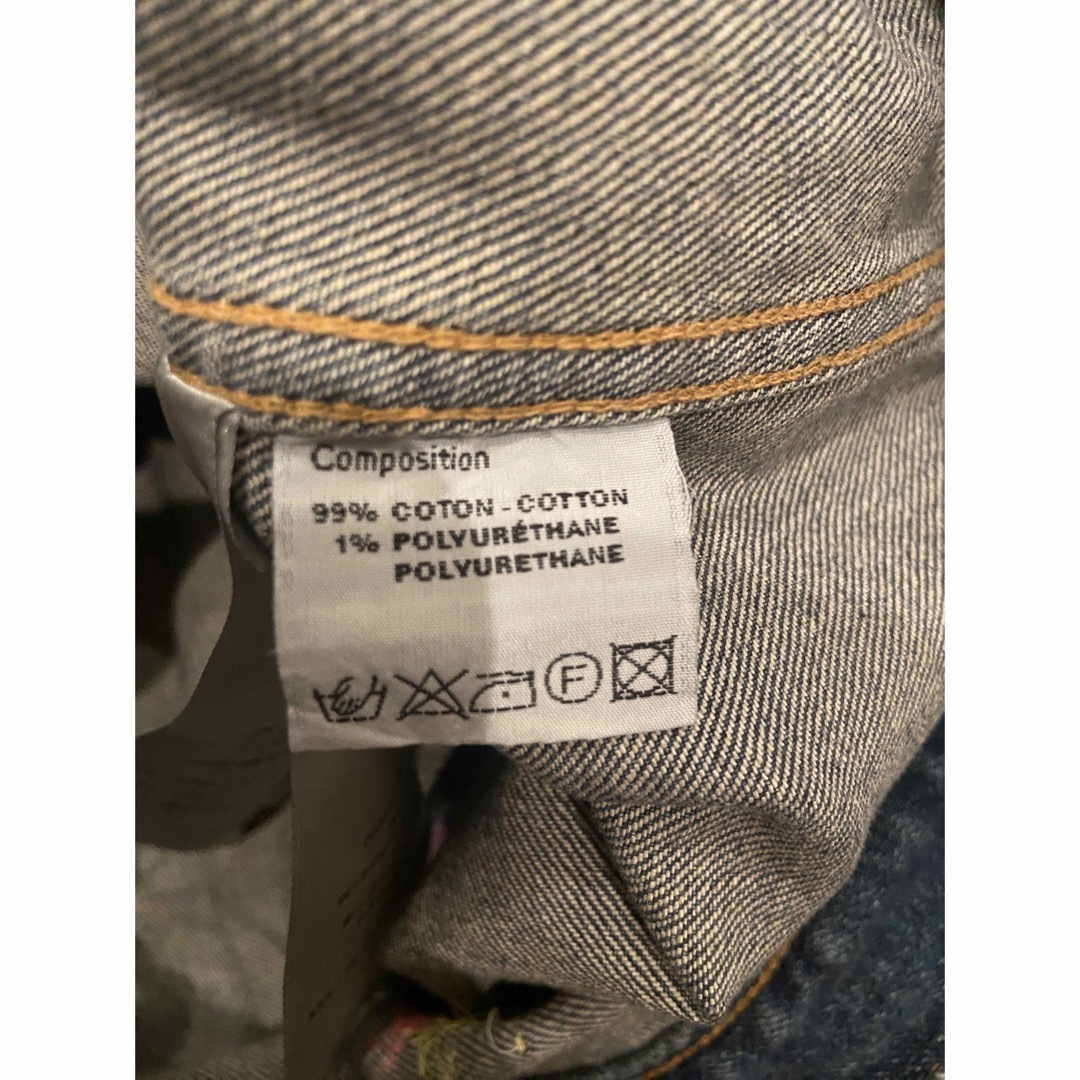 Composition
99% COTON - COTTON
1% POLYURÉTHANE
POLYURETHANE
F